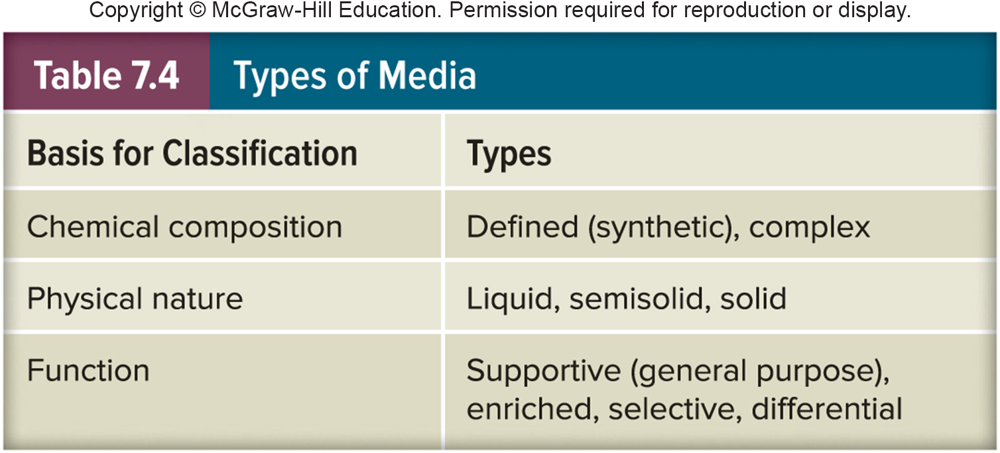 Copyright © McGraw-Hill Education. Permission required for reproduction or display.
Table 7.4 Types of Media
Basis for Classification Types
Chemical composition Defined (synthetic), complex
Physical nature Liquid, semisolid, solid
Function Supportive (general purpose),
enriched, selective, differential